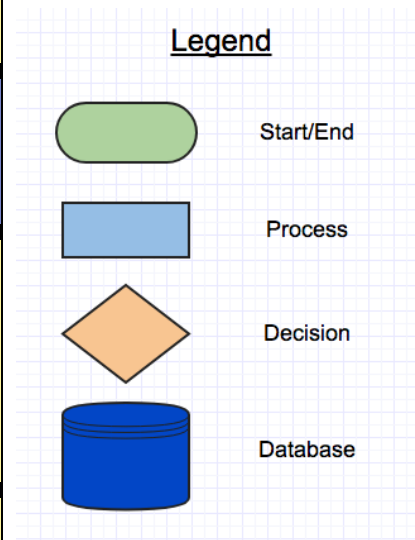 Legend
Start/End
Process
Decision
Database